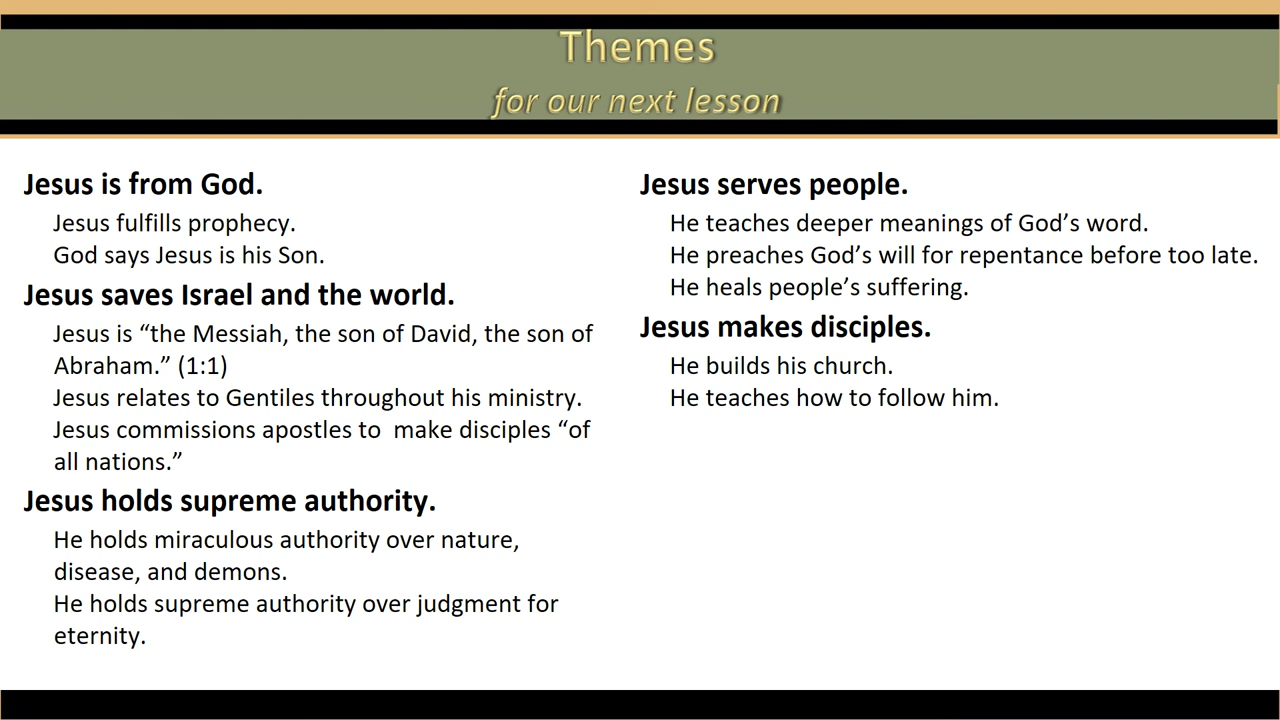 Themes
for our next lesson
Jesus is from God.
Jesus fulfills prophecy.
God says Jesus is his Son.
Jesus saves Israel and the world.
Jesus is “the Messiah, the son of David, the son of
Abraham.” (1:1)
Jesus relates to Gentiles throughout his ministry.
Jesus commissions apostles to  make disciples “of
all nations.”
Jesus holds supreme authority.
He holds miraculous authority over nature,
disease, and demons.
He holds supreme authority over judgment for
eternity.
Jesus serves people.
He teaches deeper meanings of God’s word.
He preaches God’s will for repentance before too late.
He heals people’s suffering.
Jesus makes disciples.
He builds his church.
He teaches how to follow him.